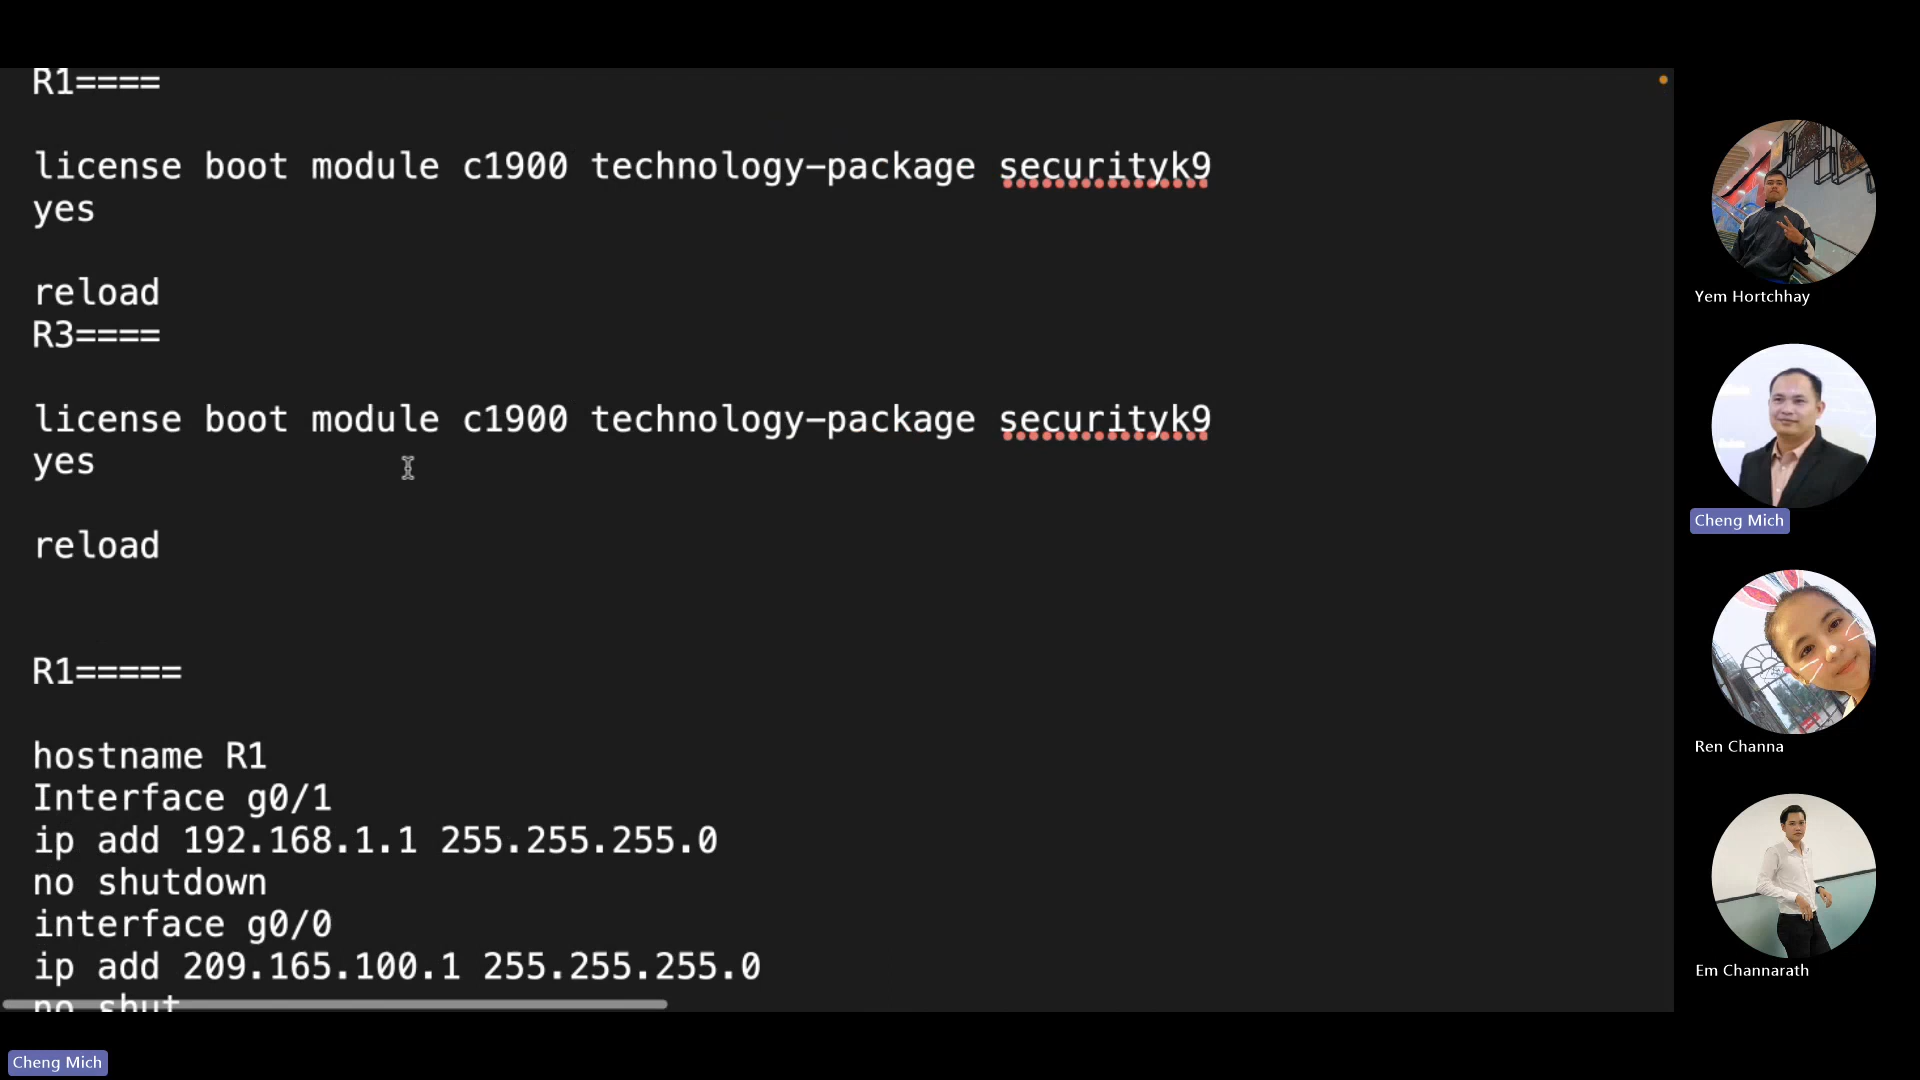 R1====
license boot module c1900 technology-package securityk9
yes
reload
R3====
license boot module c1900 technology-package securityk9
yes
reload
R1=====
hostname R1
Interface g0/1
ip add 192.168.1.1 255.255.255.0
no shutdown
interface g0/0
ip add 209.165.100.1 255.255.255.0
no shut
Yem Hortchhay
Cheng Mich
Ren Channa
Em Channarath
Cheng Mich